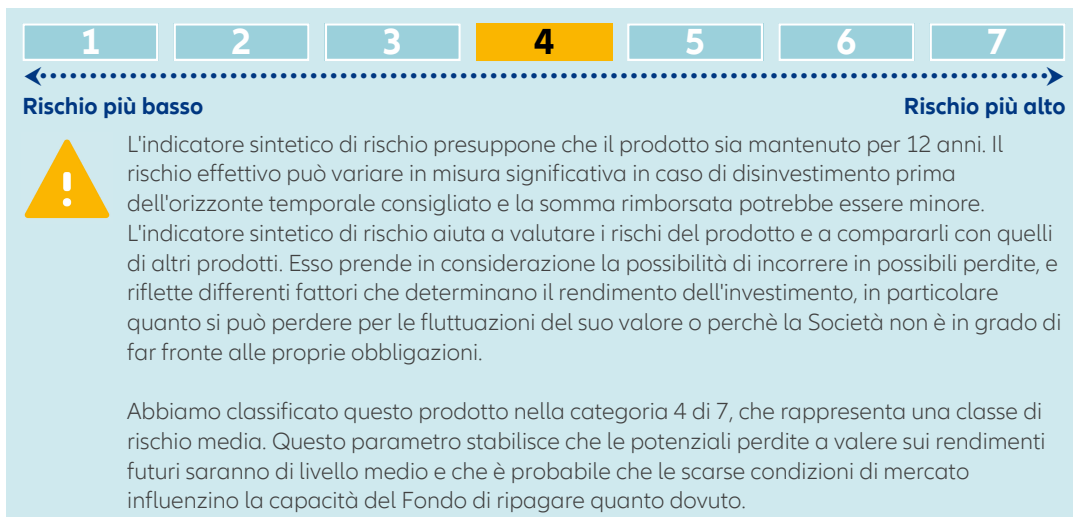 1 2 3 4 5 6 7
Rischio più basso Rischio più alto
L'indicatore sintetico di rischio presuppone che il prodotto sia mantenuto per 12 anni. Il
rischio effettivo può variare in misura significativa in caso di disinvestimento prima
dell'orizzonte temporale consigliato e la somma rimborsata potrebbe essere minore.
L'indicatore sintetico di rischio aiuta a valutare i rischi del prodotto e a compararli con quelli
di altri prodotti. Esso prende in considerazione la possibilità di incorrere in possibili perdite, e
riflette differenti fattori che determinano il rendimento dell'investimento, in particolare
quanto si può perdere per le fluttuazioni del suo valore o perchè la Società non è in grado di
far fronte alle proprie obbligazioni.
Abbiamo classificato questo prodotto nella categoria 4 di 7, che rappresenta una classe di
rischio media. Questo parametro stabilisce che le potenziali perdite a valere sui rendimenti
futuri saranno di livello medio e che è probabile che le scarse condizioni di mercato
influenzino la capacità del Fondo di ripagare quanto dovuto.